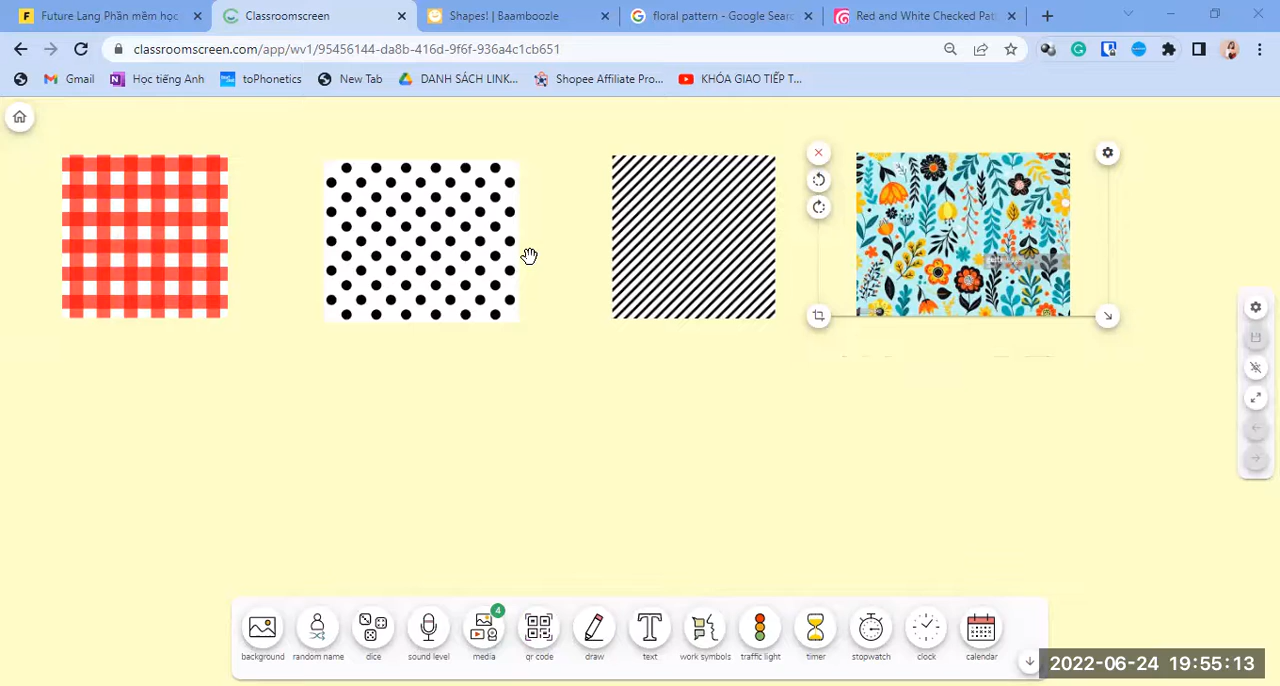 Future Lang Phần mềm học
Classroomscreen
Shapes! | Baamboozle
floral pattern - Google Searc
Red and White Checked Pat
classroomscreen.com/app/wv1/95456144-da8b-416d-9f6f-936a4c1cb651
Gmail
Học tiếng Anh
toPhonetics
New Tab
DANH SÁCH LINK...
Shopee Affiliate Pro...
KHÓA GIAO TIẾP T...
4
background
random name
dice
sound level
media
qr code
draw
text
work symbols
traffic light
timer
stopwatch
clock
calendar
2022-06-24 19:55:13